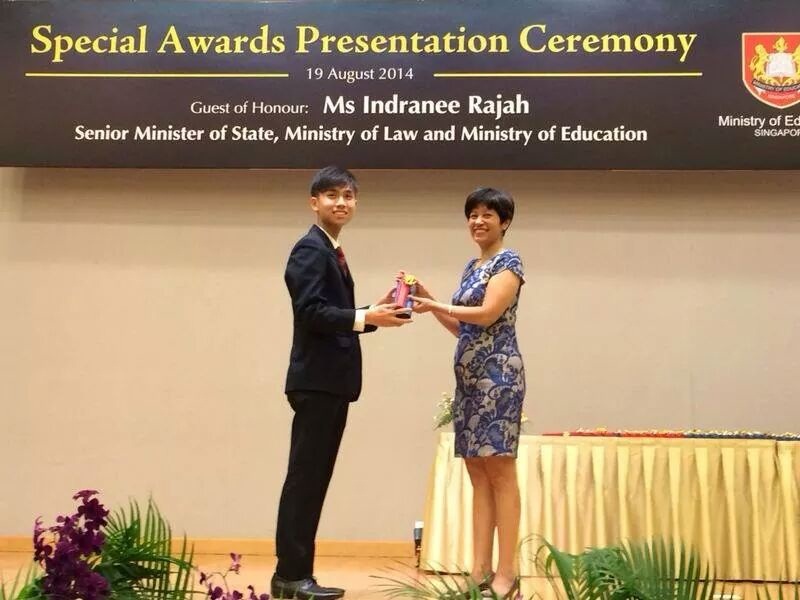 Special Awards Presentation Ceremony
19 August 2014
Guest of Honour: Ms Indranee Rajah
Senior Minister of State, Ministry of Law and Ministry of Education
Ministry of Ed
SINGAPOR